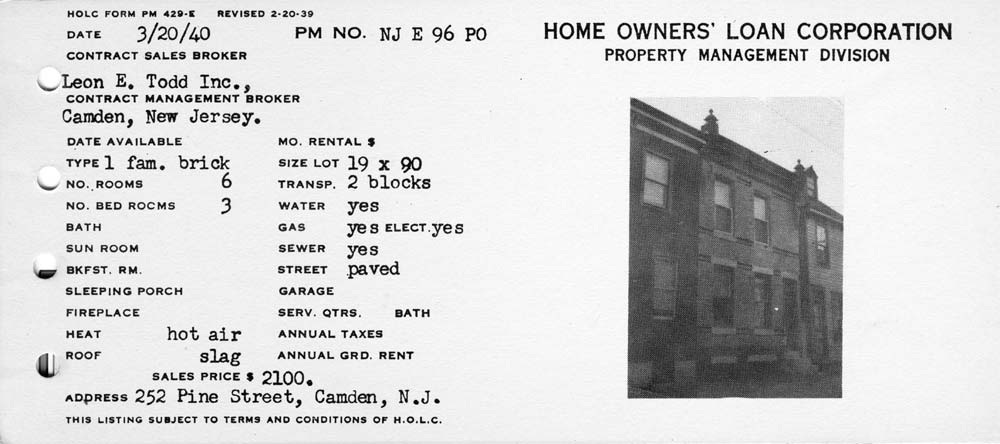 HOLC FORM PM 429-E REVISED 2-20-39
DATE 3/20/40 PM NO. NJ E 96 PO
CONTRACT SALES BROKER
Leon E. Todd Inc.,
CONTRACT MANAGEMENT BROKER
Camden, New Jersey.
DATE AVAILABLE MO. RENTAL $
TYPE 1 fam. brick SIZE LOT 19 x 90
NO. ROOMS 6 TRANSP. 2 blocks
NO. BED ROOMS 3 WATER yes
BATH GAS yes ELECT. yes
SUN ROOM SEWER yes
BKFST. RM. STREET paved
SLEEPING PORCH GARAGE
FIREPLACE SERV. QTRS. BATH
HEAT hot air ANNUAL TAXES
ROOF slag ANNUAL GRD. RENT
SALES PRICE $ 2100.
ADDRESS 252 Pine Street, Camden, N.J.
THIS LISTING SUBJECT TO TERMS AND CONDITIONS OF H.O.L.C.
HOME OWNERS' LOAN CORPORATION
PROPERTY MANAGEMENT DIVISION